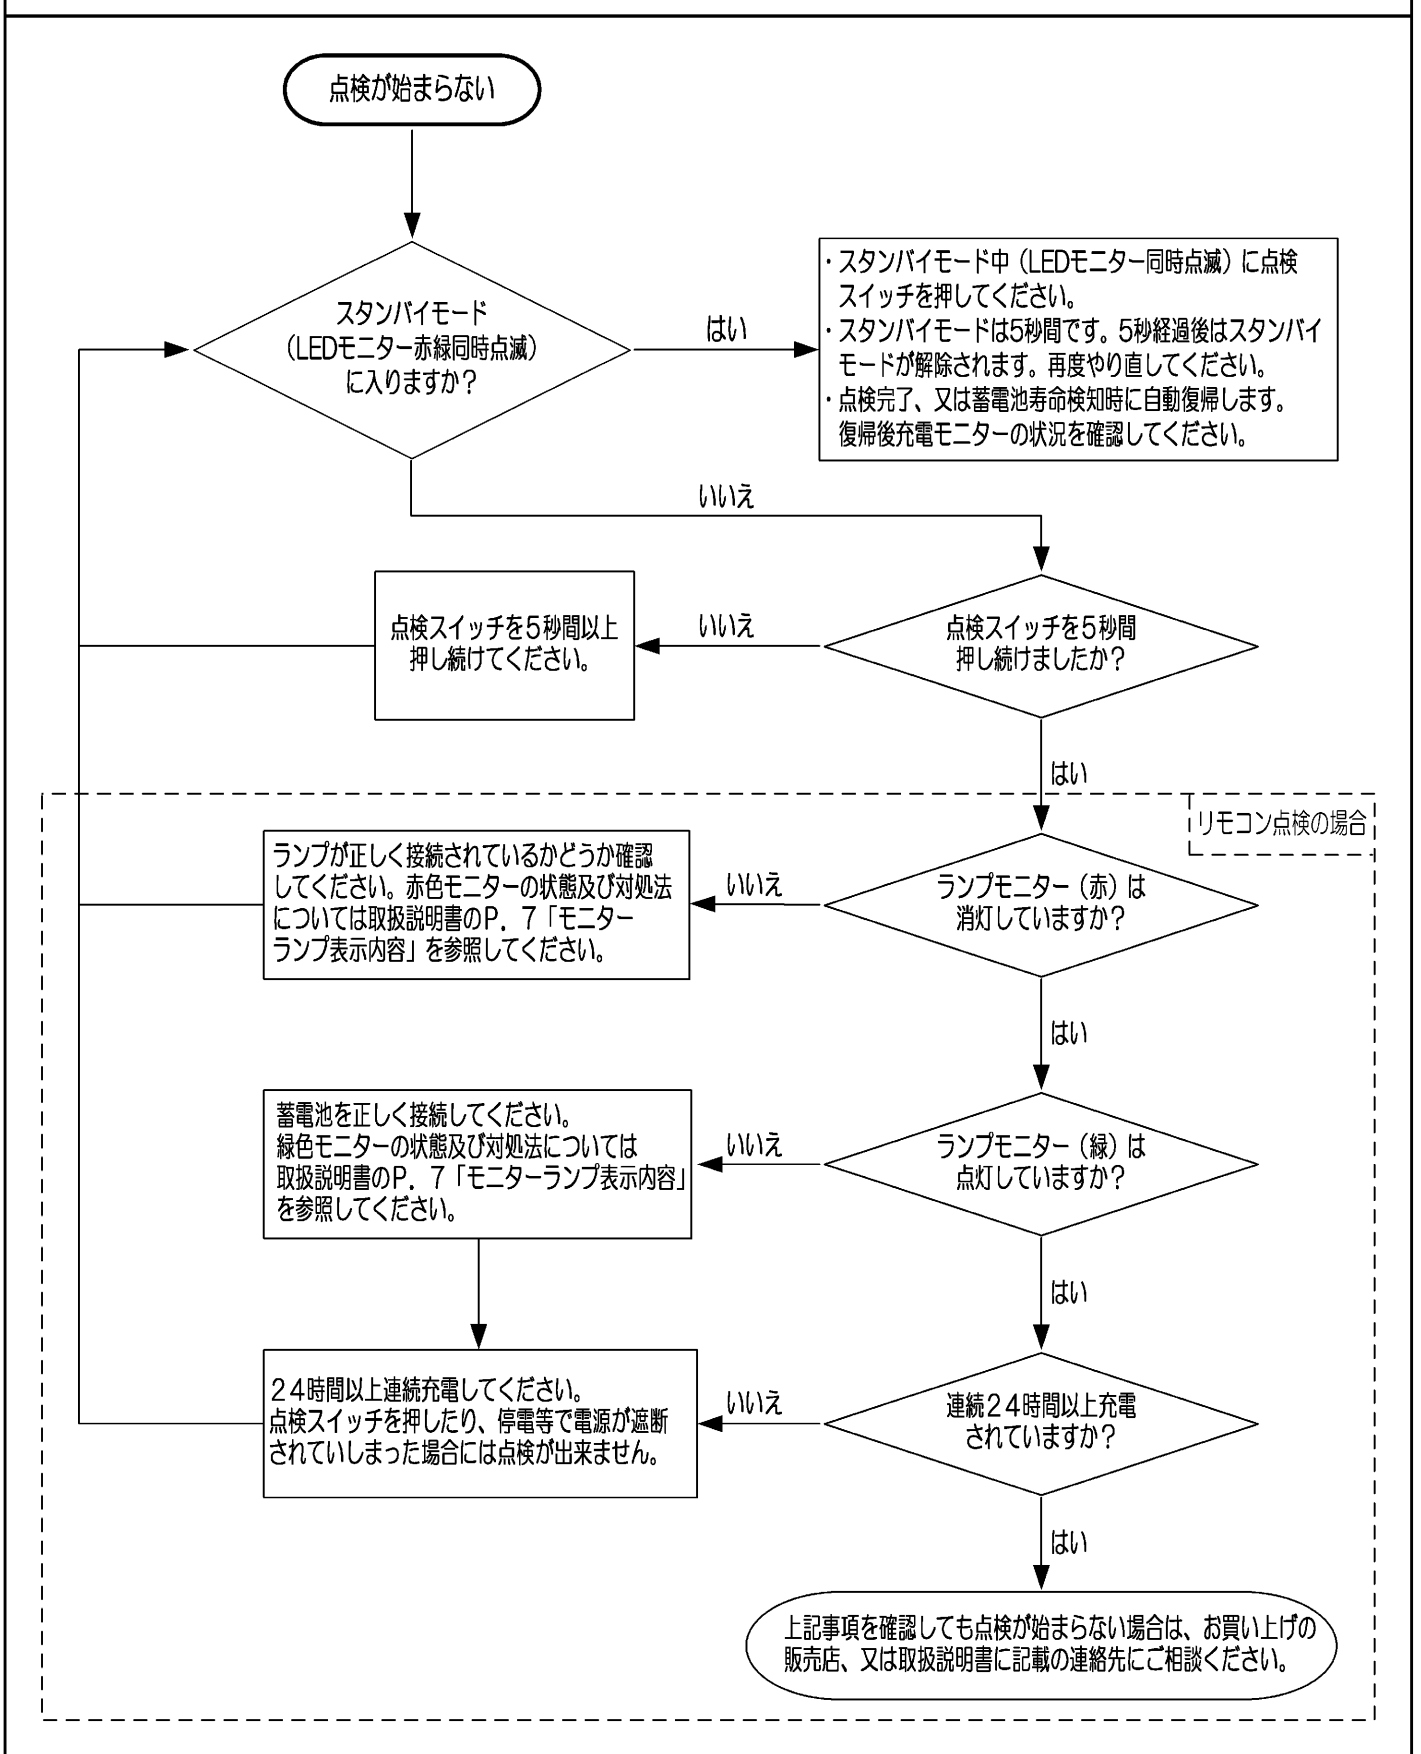 点検が始まらない
スタンバイモード
（LEDモニター赤緑同時点滅）
に入りますか？
はい
・スタンバイモード中（LEDモニター同時点滅）に点検
スイッチを押してください。
・スタンバイモードは5秒間です。5秒経過後はスタンバイ
モードが解除されます。再度やり直してください。
・点検完了、又は蓄電池寿命検知時に自動復帰します。
復帰後充電モニターの状況を確認してください。
いいえ
点検スイッチを5秒間
押し続けましたか？
いいえ
点検スイッチを5秒間以上
押し続けてください。
はい
リモコン点検の場合
ランプモニター（赤）は
消灯していますか？
いいえ
ランプが正しく接続されているかどうか確認
してください。赤色モニターの状態及び対処法
については取扱説明書のP．７「モニター
ランプ表示内容」を参照してください。
はい
ランプモニター（緑）は
点灯していますか？
いいえ
蓄電池を正しく接続してください。
緑色モニターの状態及び対処法については
取扱説明書のP．７「モニターランプ表示内容」
を参照してください。
はい
連続２４時間以上充電
されていますか？
いいえ
２４時間以上連続充電してください。
点検スイッチを押したり、停電等で電源が遮断
されていしまった場合には点検が出来ません。
はい
上記事項を確認しても点検が始まらない場合は、お買い上げの
販売店、又は取扱説明書に記載の連絡先にご相談ください。